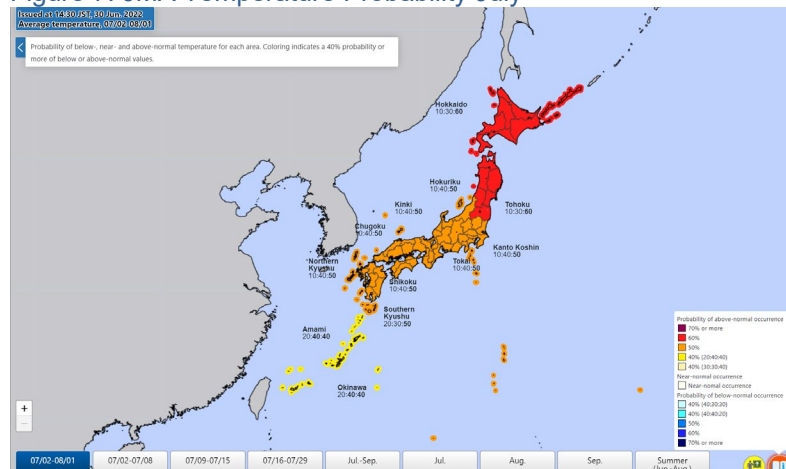 Issued at 14:30 JST, 30 Jun. 2022
Average temperature, 07/02-08/01
Probability of below-, near- and above-normal temperature for each area. Coloring indicates a 40% probability or
more of below or above-normal values.
Hokkaido
10:30:60
Hokuriku
10:40:50
Tohoku
10:30:60
Kinki
10:40:50
Chugoku
10:40:50
Kanto Koshin
10:40:50
Northern
Kyushu
10:40:50
Tokai
10:40:50
Shikoku
10:40:50
Southern
Kyushu
20:30:50
Amami
20:40:40
Okinawa
20:40:40
Probability of above-normal occurrence
70% or more
60%
50%
40% (20:40:40)
40% (30:30:40)
Near-normal occurrence
Near-nomal occurrence
Probability of below-normal occurrence
40% (40:30:30)
40% (40:40:20)
50%
60%
70% or more
+
−
07/02-08/01
07/02-07/08
07/09-07/15
07/16-07/29
Jul.-Sep.
Jul.
Aug.
Sep.
Summer
(Jun.-Aug.)